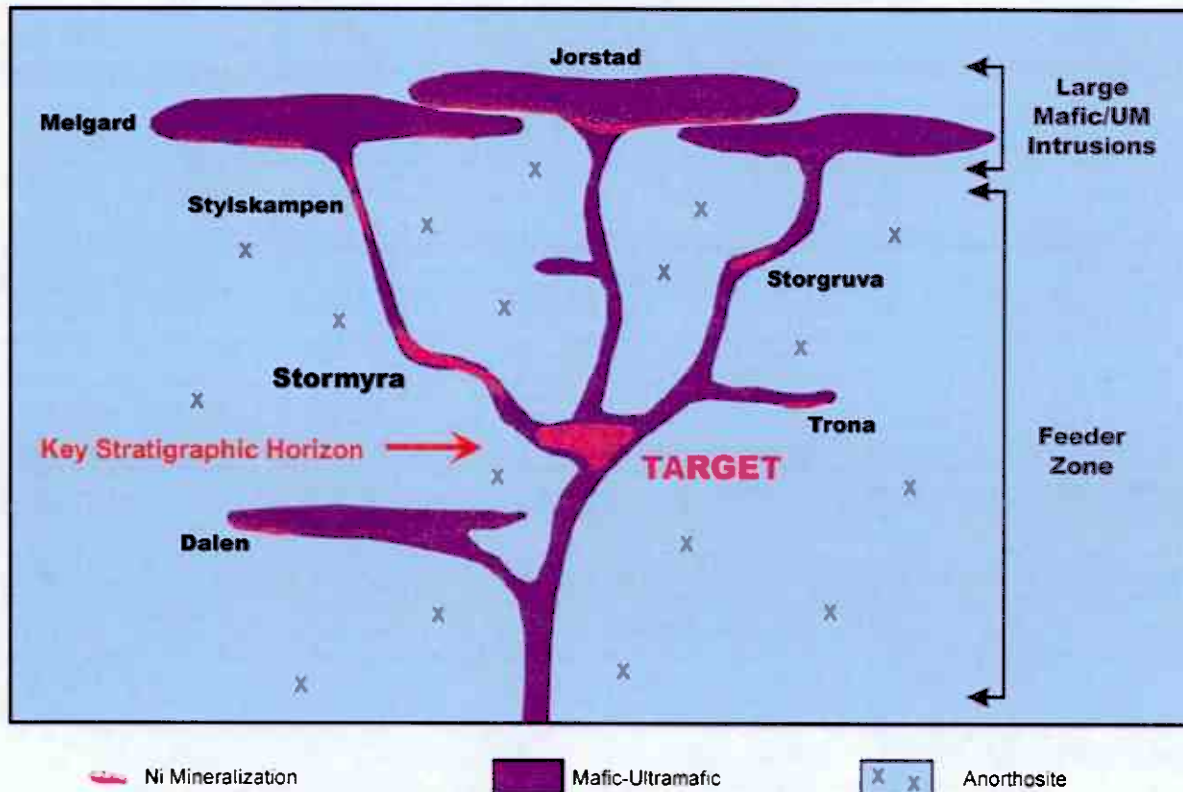 Jorstad
Melgard
Large
Mafic/UM
Intrusions
Stylskampen
Storgruva
Stormyra
Trona
Key Stratigraphic Horizon
TARGET
Feeder
Zone
Dalen
X X X X X X X X X X X X X X X X X
Ni Mineralization
Mafic-Ultramafic
X X X Anorthosite